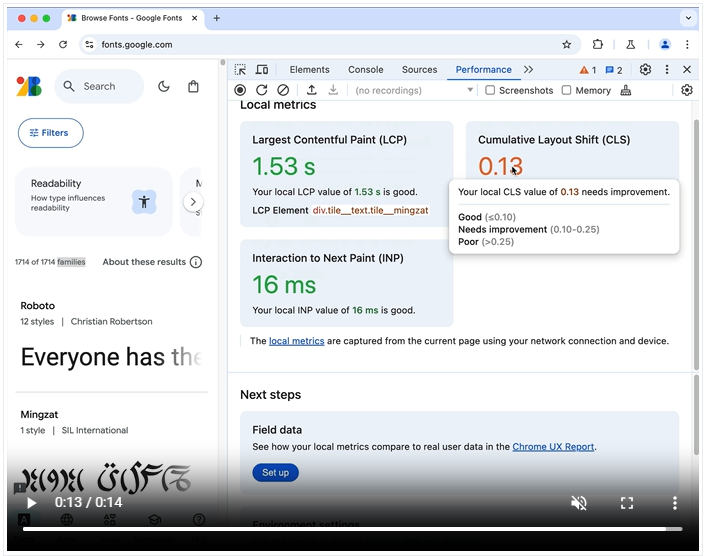 Browse Fonts - Google Fonts
fonts.google.com
Search
Filters
Readability
How type influences
readability
1714 of 1714 families
About these results
Roboto
12 styles | Christian Robertson
Everyone has the
Mingzat
1 style | SIL International
Elements
Console
Sources
Performance
1
2
(no recordings)
Screenshots
Memory
Local metrics
Largest Contentful Paint (LCP)
1.53 s
Your local LCP value of 1.53 s is good.
LCP Element div.tile__text.tile__mingzat
Cumulative Layout Shift (CLS)
0.13
Your local CLS value of 0.13 needs improvement.
Good (≤0.10)
Needs improvement (0.10-0.25)
Poor (>0.25)
Interaction to Next Paint (INP)
16 ms
Your local INP value of 16 ms is good.
The local metrics are captured from the current page using your network connection and device.
Next steps
Field data
See how your local metrics compare to real user data in the Chrome UX Report.
Set up
Environment settings
0:13 / 0:14